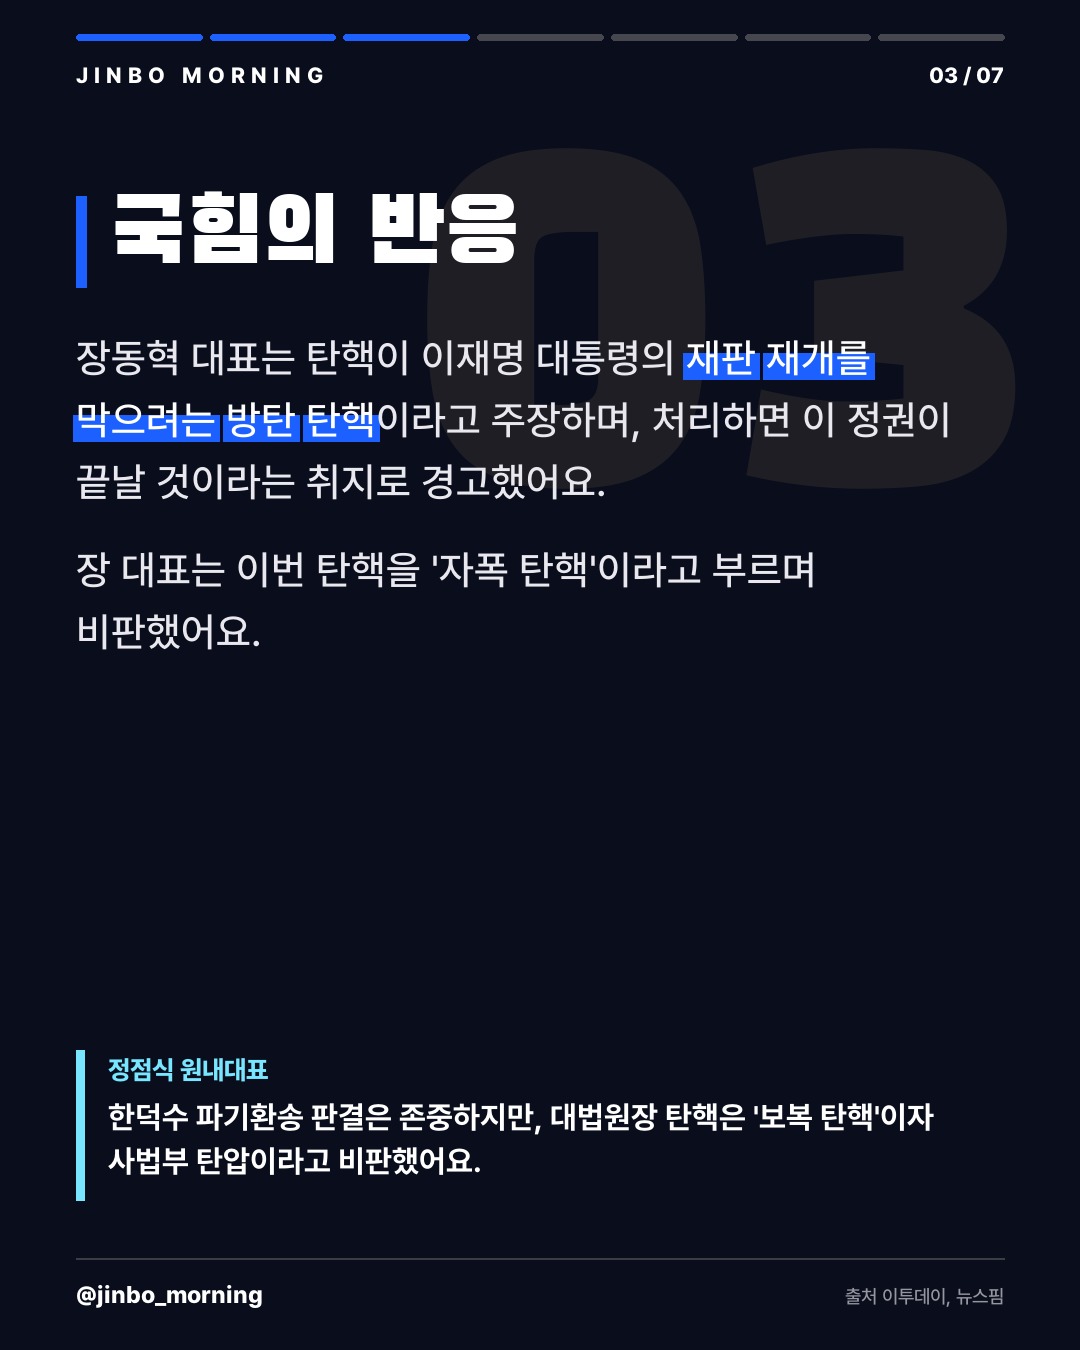 JINBO MORNING
03 / 07
03
국힘의 반응
장동혁 대표는 탄핵이 이재명 대통령의 재판 재개를
막으려는 방탄 탄핵이라고 주장하며, 처리하면 이 정권이
끝날 것이라는 취지로 경고했어요.
장 대표는 이번 탄핵을 '자폭 탄핵'이라고 부르며
비판했어요.
정점식 원내대표
한덕수 파기환송 판결은 존중하지만, 대법원장 탄핵은 '보복 탄핵'이자
사법부 탄압이라고 비판했어요.
@jinbo_morning
출처 이투데이, 뉴스핌